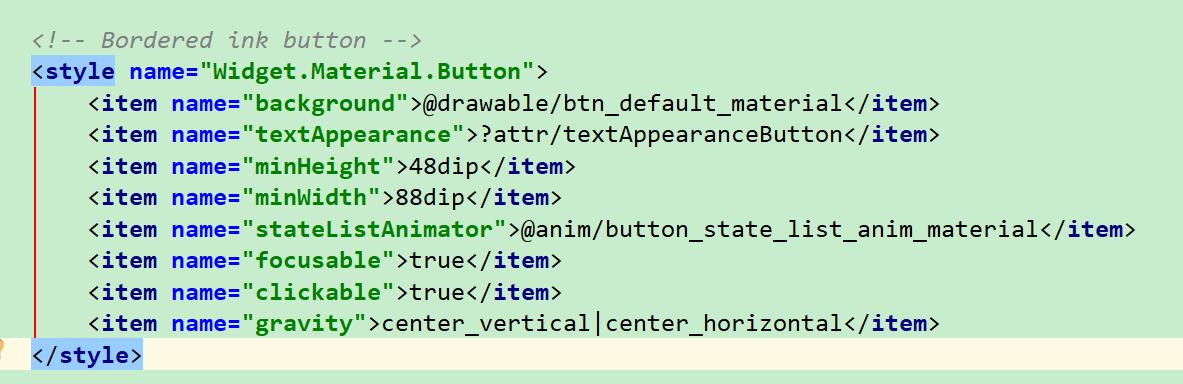 <!-- Bordered ink button -->
<style name="Widget.Material.Button">
<item name="background">@drawable/btn_default_material</item>
<item name="textAppearance">?attr/textAppearanceButton</item>
<item name="minHeight">48dip</item>
<item name="minWidth">88dip</item>
<item name="stateListAnimator">@anim/button_state_list_anim_material</item>
<item name="focusable">true</item>
<item name="clickable">true</item>
<item name="gravity">center_vertical|center_horizontal</item>
</style>